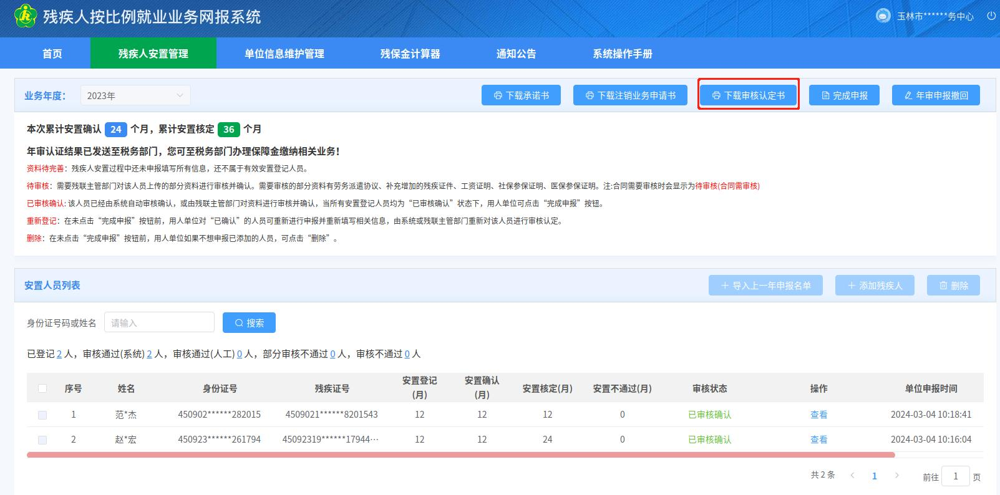 残疾人按比例就业业务网报系统
玉林市******务中心
首页 残疾人安置管理 单位信息维护管理 残保金计算器 通知公告 系统操作手册
业务年度: 2023年 下载承诺书 下载注销业务申请书 下载审核认定书 完成申报 年审申报撤回
本次累计安置确认 24 个月，累计安置核定 36 个月
年审认证结果已发送至税务部门，您可至税务部门办理保障金缴纳相关业务！
资料待完善：残疾人安置过程中还未申报填写所有信息，还不属于有效安置登记人员。
待审核：需要残联主管部门对该人员上传的部分资料进行审核并确认。需要审核的部分资料有劳务派遣协议、补充增加的残疾证件、工资证明、社保参保证明、医保参保证明。注:合同需要审核时会显示为待审核(合同需审核)
已审核确认: 该人员已经由系统自动审核确认，或由残联主管部门对资料进行审核并确认，当所有安置登记人员均为“已审核确认”状态下，用人单位可点击“完成申报”按钮。
重新登记：在未点击“完成申报”按钮前，用人单位对“已确认”的人员可重新进行申报并重新填写相关信息，由系统或残联主管部门重新对该人员进行审核认定。
删除：在未点击“完成申报”按钮前，用人单位如果不想申报已添加的人员，可点击“删除”。
安置人员列表 导入上一年申报名单 添加残疾人 删除
身份证号码或姓名 请输入 搜索
已登记 2 人，审核通过(系统) 2 人，审核通过(人工) 0 人，部分审核不通过 0 人，审核不通过 0 人
序号 姓名 身份证号 残疾证号 安置登记(月) 安置确认(月) 安置核定(月) 安置不通过(月) 审核状态 操作 单位申报时间
1 范*杰 450902******282015 4509021******8201543 12 12 12 0 已审核确认 查看 2024-03-04 10:18:41
2 赵*宏 450923******261794 45092319******17944··· 12 12 24 0 已审核确认 查看 2024-03-04 10:16:04
共 2 条 1 前往 1 页